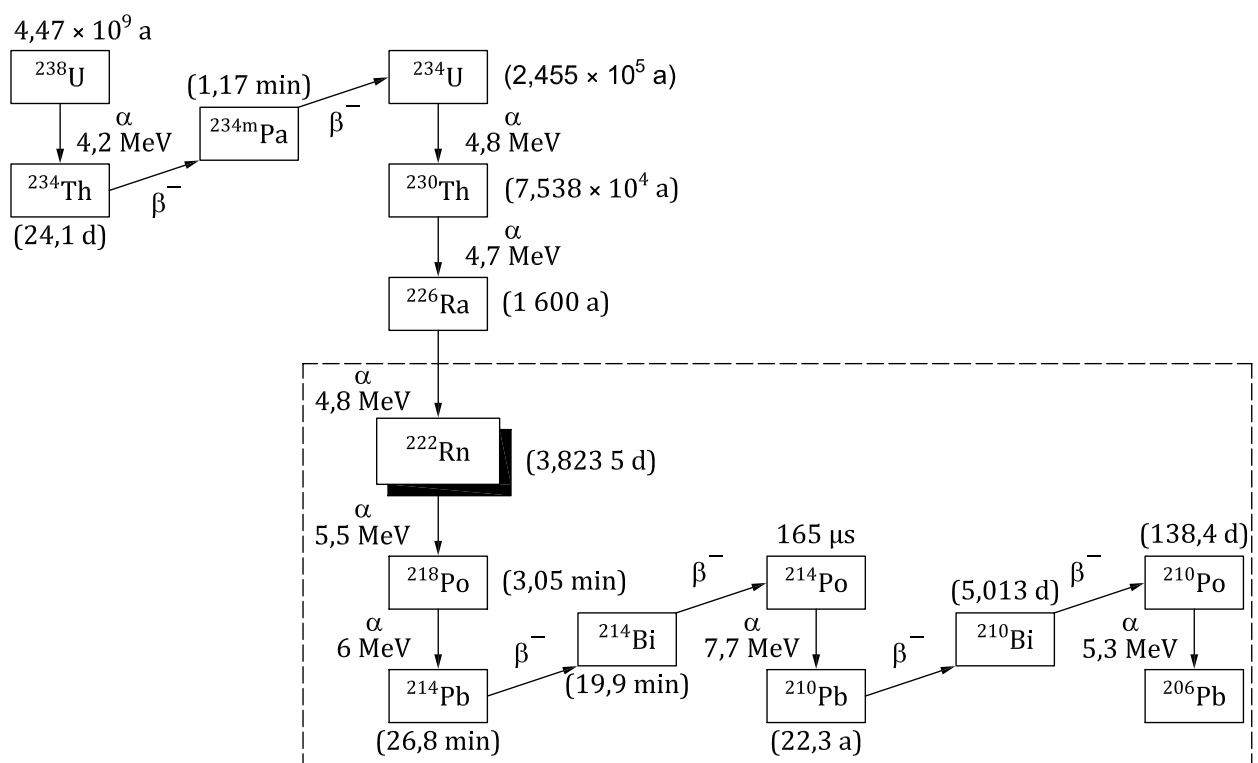 4,47 × 10⁹ a
²³⁸U
α
4,2 MeV
²³⁴Th
(24,1 d)
β⁻
(1,17 min)
²³⁴ᵐPa
β⁻
²³⁴U
(2,455 × 10⁵ a)
α
4,8 MeV
²³⁰Th
(7,538 × 10⁴ a)
α
4,7 MeV
²²⁶Ra
(1 600 a)
α
4,8 MeV
²²²Rn
(3,823 5 d)
α
5,5 MeV
²¹⁸Po
(3,05 min)
α
6 MeV
²¹⁴Pb
(26,8 min)
β⁻
²¹⁴Bi
(19,9 min)
β⁻
165 µs
²¹⁴Po
α
7,7 MeV
²¹⁰Pb
(22,3 a)
β⁻
(5,013 d)
²¹⁰Bi
β⁻
(138,4 d)
²¹⁰Po
α
5,3 MeV
²⁰⁶Pb